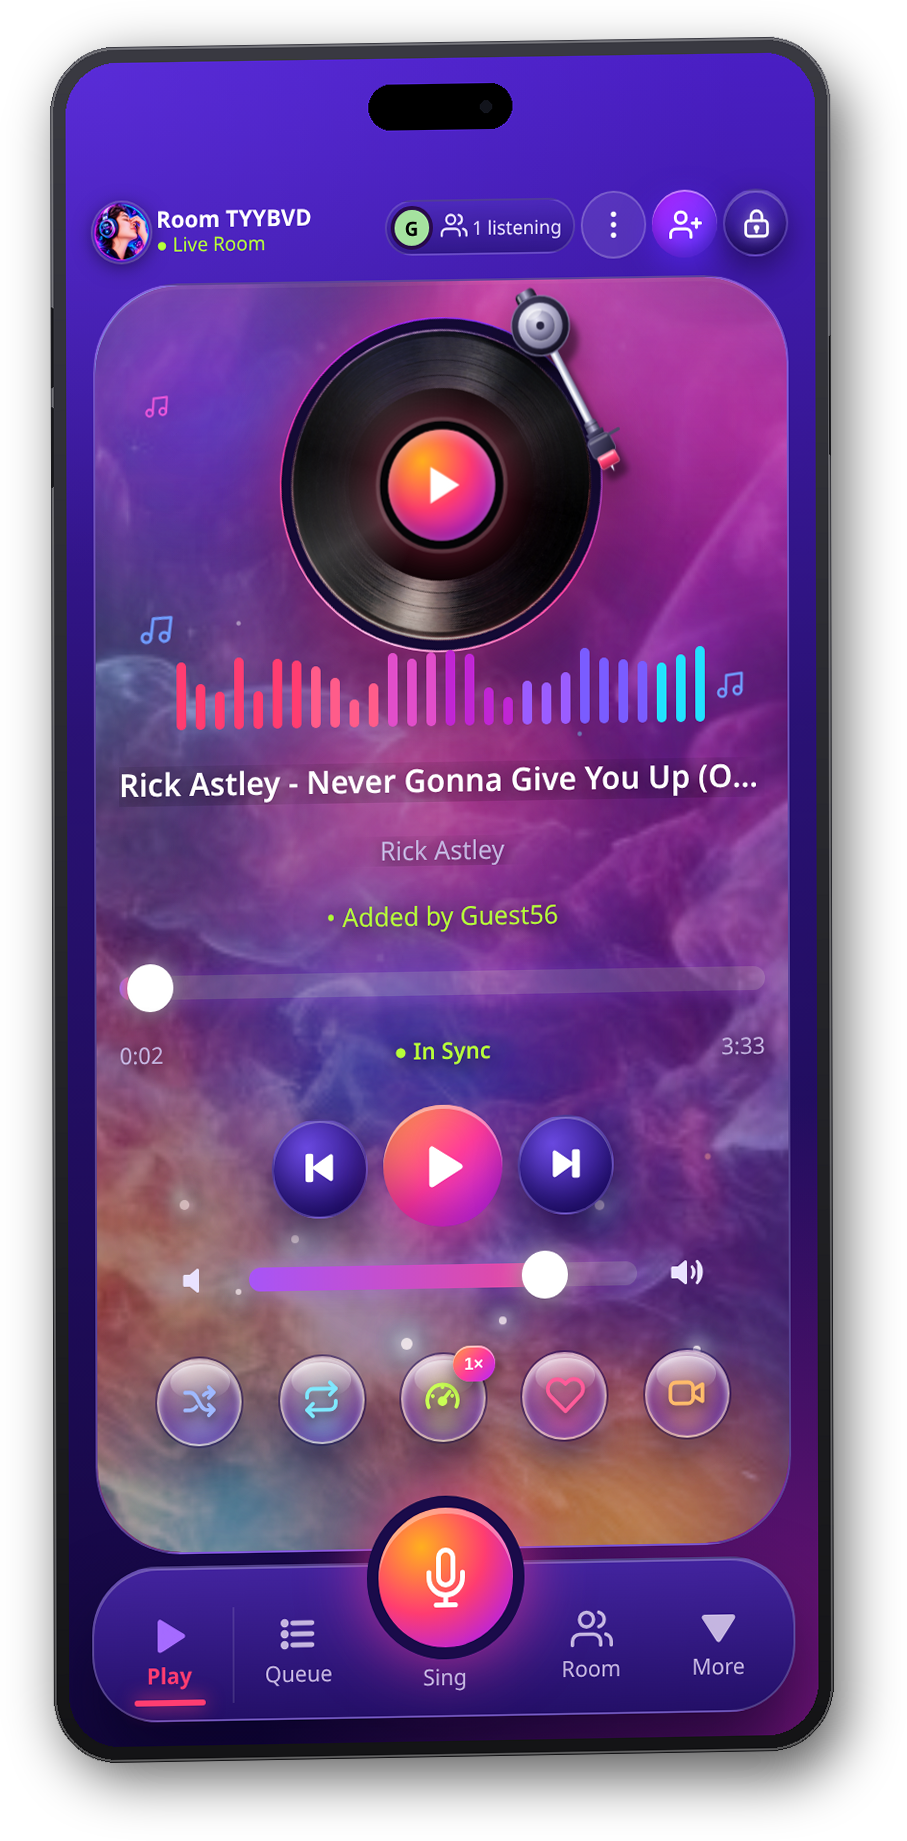 Room TYYBVD
• Live Room
G
1 listening
Rick Astley - Never Gonna Give You Up (O...
Rick Astley
• Added by Guest56
0:02
• In Sync
3:33
1×
Play
Queue
Sing
Room
More